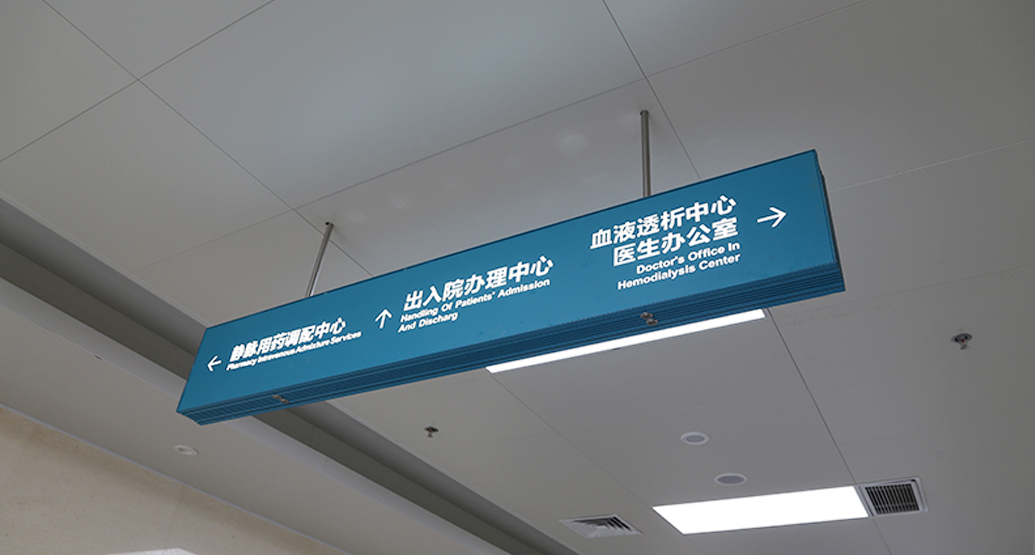 静脉用药调配中心
Pharmacy Intravenous Admixture Services
出入院办理中心
Handling Of Patients' Admission
And Discharg
血液透析中心
医生办公室
Doctor's Office In
Hemodialysis Center